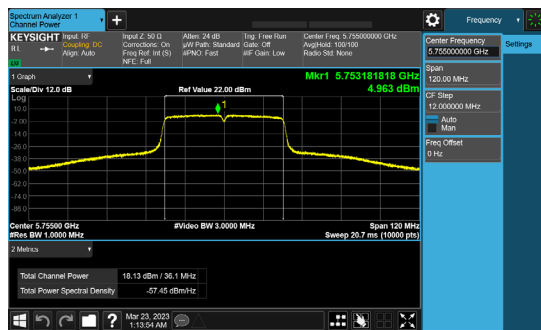 Spectrum Analyzer 1
Channel Power
+
Frequency
KEYSIGHT
Input: RF
Coupling: DC
Align: Auto
Input Z: 50 Ω
Corrections: On
Freq Ref: Int (S)
NFE: Full
Atten: 24 dB
µW Path: Standard
#PNO: Fast
Trig: Free Run
Gate: Off
#IF Gain: Low
Center Freq: 5.755000000 GHz
Avg|Hold: 100/100
Radio Std: None
RL
Center Frequency
5.755000000 GHz
Settings
Span
120.00 MHz
CF Step
12.000000 MHz
Auto
Man
Freq Offset
0 Hz
1 Graph
Mkr1 5.753181818 GHz
4.963 dBm
Scale/Div 12.0 dB
Ref Value 22.00 dBm
Log
1
10.0
-2.00
-14.0
-26.0
-38.0
-50.0
-62.0
-74.0
-86.0
Center 5.75500 GHz
#Video BW 3.0000 MHz
Span 120 MHz
#Res BW 1.0000 MHz
Sweep 20.7 ms (10000 pts)
2 Metrics
Total Channel Power 18.13 dBm / 36.1 MHz
Total Power Spectral Density -57.45 dBm/Hz
?
Mar 23, 2023
1:13:54 AM